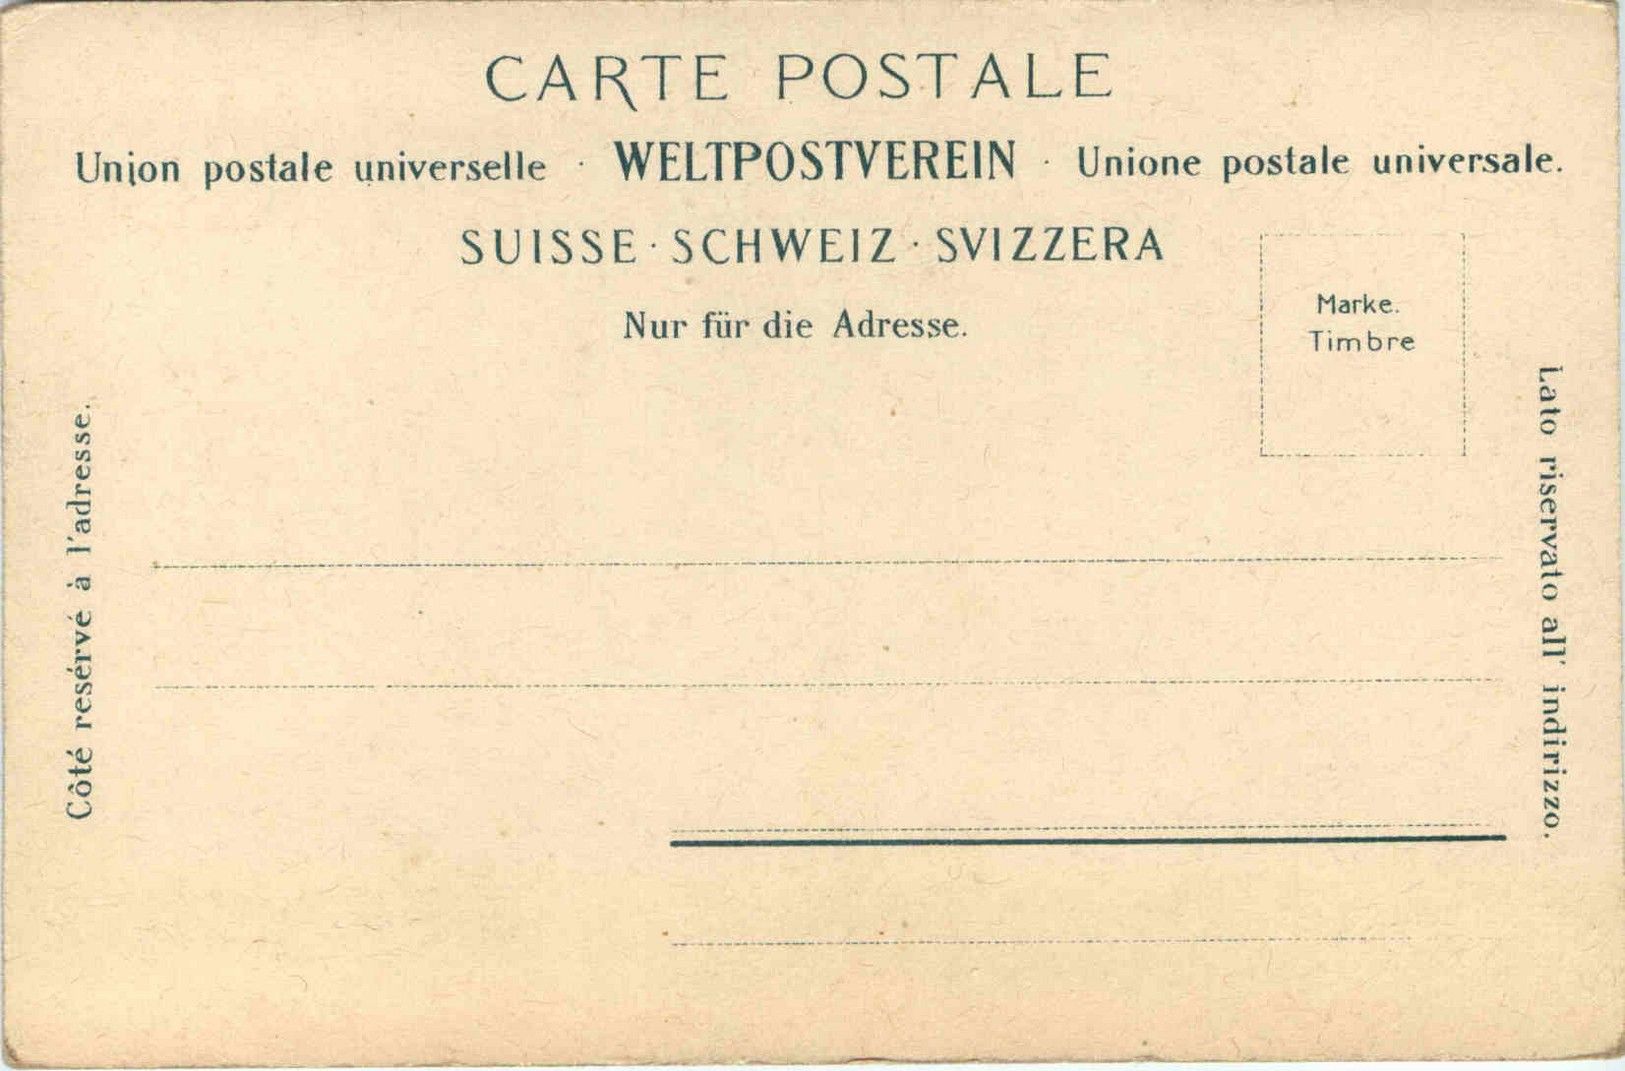 CARTE POSTALE
Union postale universelle · WELTPOSTVEREIN · Unione postale universale.
SUISSE · SCHWEIZ · SVIZZERA
Nur für die Adresse.
Marke.
Timbre
Côté resérvé à l'adresse.
Lato riservato all' indirizzo.